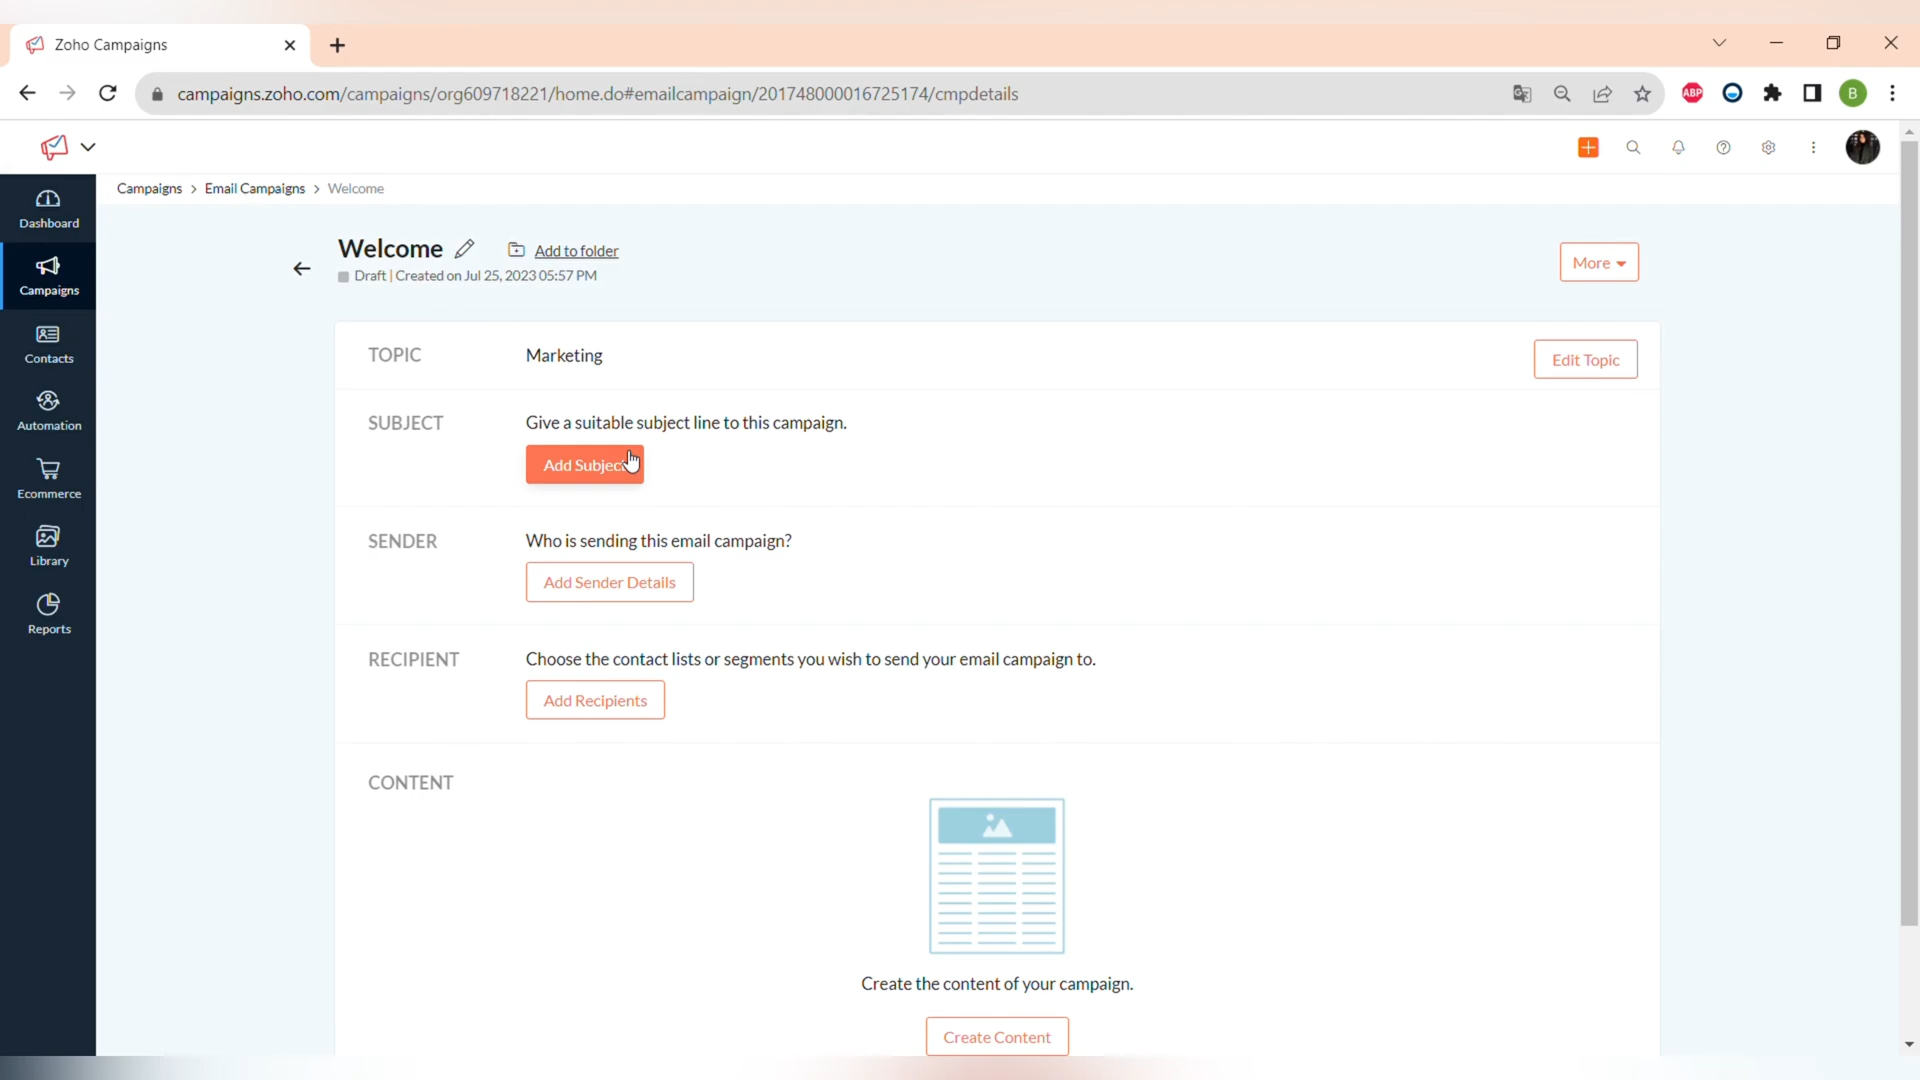 Zoho Campaigns
campaigns.zoho.com/campaigns/org609718221/home.do#emailcampaign/201748000016725174/cmpdetails
ABP
B
Campaigns > Email Campaigns > Welcome
Dashboard
Campaigns
Contacts
Automation
Ecommerce
Library
Reports
Welcome
Add to folder
Draft | Created on Jul 25, 2023 05:57 PM
More
TOPIC
Marketing
Edit Topic
SUBJECT
Give a suitable subject line to this campaign.
Add Subject
SENDER
Who is sending this email campaign?
Add Sender Details
RECIPIENT
Choose the contact lists or segments you wish to send your email campaign to.
Add Recipients
CONTENT
Create the content of your campaign.
Create Content